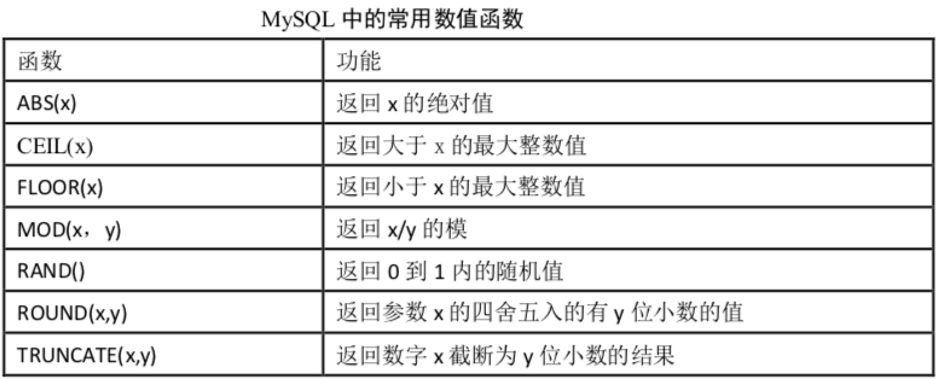 MySQL 中的常用数值函数
函数 功能
ABS(x) 返回 x 的绝对值
CEIL(x) 返回大于 x 的最大整数值
FLOOR(x) 返回小于 x 的最大整数值
MOD(x，y) 返回 x/y 的模
RAND() 返回 0 到 1 内的随机值
ROUND(x,y) 返回参数 x 的四舍五入的有 y 位小数的值
TRUNCATE(x,y) 返回数字 x 截断为 y 位小数的结果